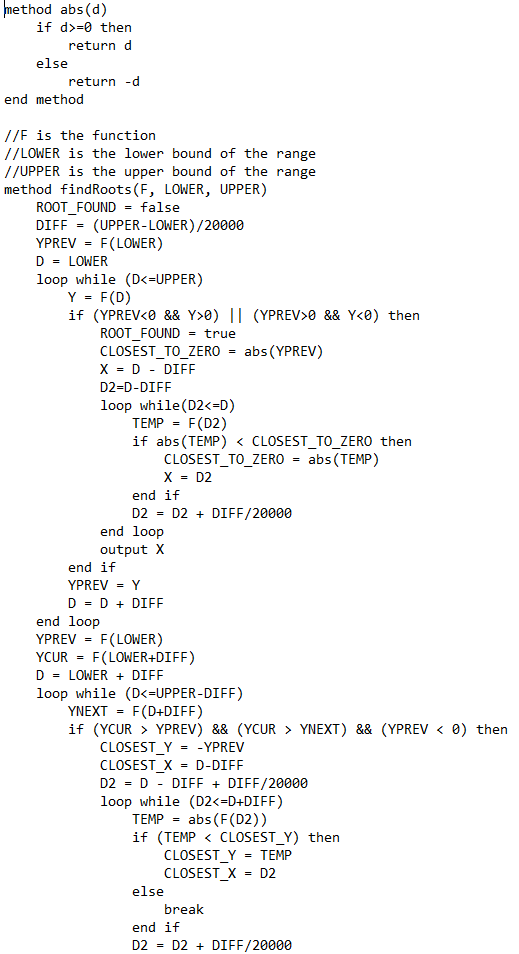 method abs(d)
    if d>=0 then
        return d
    else
        return -d
end method

//F is the function
//LOWER is the lower bound of the range
//UPPER is the upper bound of the range
method findRoots(F, LOWER, UPPER)
    ROOT_FOUND = false
    DIFF = (UPPER-LOWER)/20000
    YPREV = F(LOWER)
    D = LOWER
    loop while (D<=UPPER)
        Y = F(D)
        if (YPREV<0 && Y>0) || (YPREV>0 && Y<0) then
            ROOT_FOUND = true
            CLOSEST_TO_ZERO = abs(YPREV)
            X = D - DIFF
            D2=D-DIFF
            loop while(D2<=D)
                TEMP = F(D2)
                if abs(TEMP) < CLOSEST_TO_ZERO then
                    CLOSEST_TO_ZERO = abs(TEMP)
                    X = D2
                end if
                D2 = D2 + DIFF/20000
            end loop
            output X
        end if
        YPREV = Y
        D = D + DIFF
    end loop
    YPREV = F(LOWER)
    YCUR = F(LOWER+DIFF)
    D = LOWER + DIFF
    loop while (D<=UPPER-DIFF)
        YNEXT = F(D+DIFF)
        if (YCUR > YPREV) && (YCUR > YNEXT) && (YPREV < 0) then
            CLOSEST_Y = -YPREV
            CLOSEST_X = D-DIFF
            D2 = D - DIFF + DIFF/20000
            loop while (D2<=D+DIFF)
                TEMP = abs(F(D2))
                if (TEMP < CLOSEST_Y) then
                    CLOSEST_Y = TEMP
                    CLOSEST_X = D2
                else
                    break
                end if
                D2 = D2 + DIFF/20000